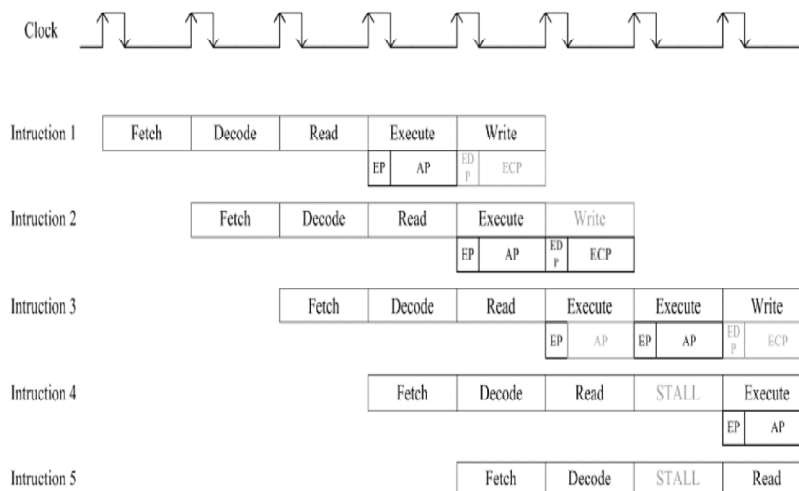 Clock
Intruction 1 Fetch Decode Read Execute Write
EP AP ED P ECP
Intruction 2 Fetch Decode Read Execute Write
EP AP ED P ECP
Intruction 3 Fetch Decode Read Execute Execute Write
EP AP EP AP ED P ECP
Intruction 4 Fetch Decode Read STALL Execute
EP AP
Intruction 5 Fetch Decode STALL Read